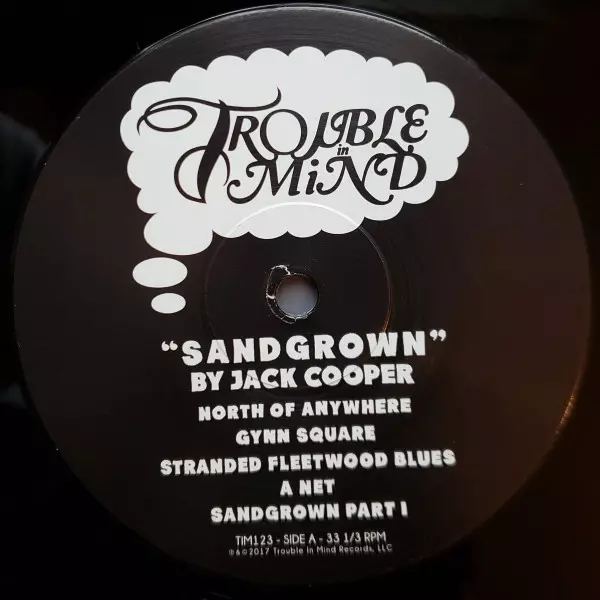 TROUBLE
in
MiND
“SANDGROWN”
BY JACK COOPER
NORTH OF ANYWHERE
GYNN SQUARE
STRANDED FLEETWOOD BLUES
A NET
SANDGROWN PART I
TIM123 - SIDE A - 33 1/3 RPM
℗ & © 2017 Trouble In Mind Records, LLC